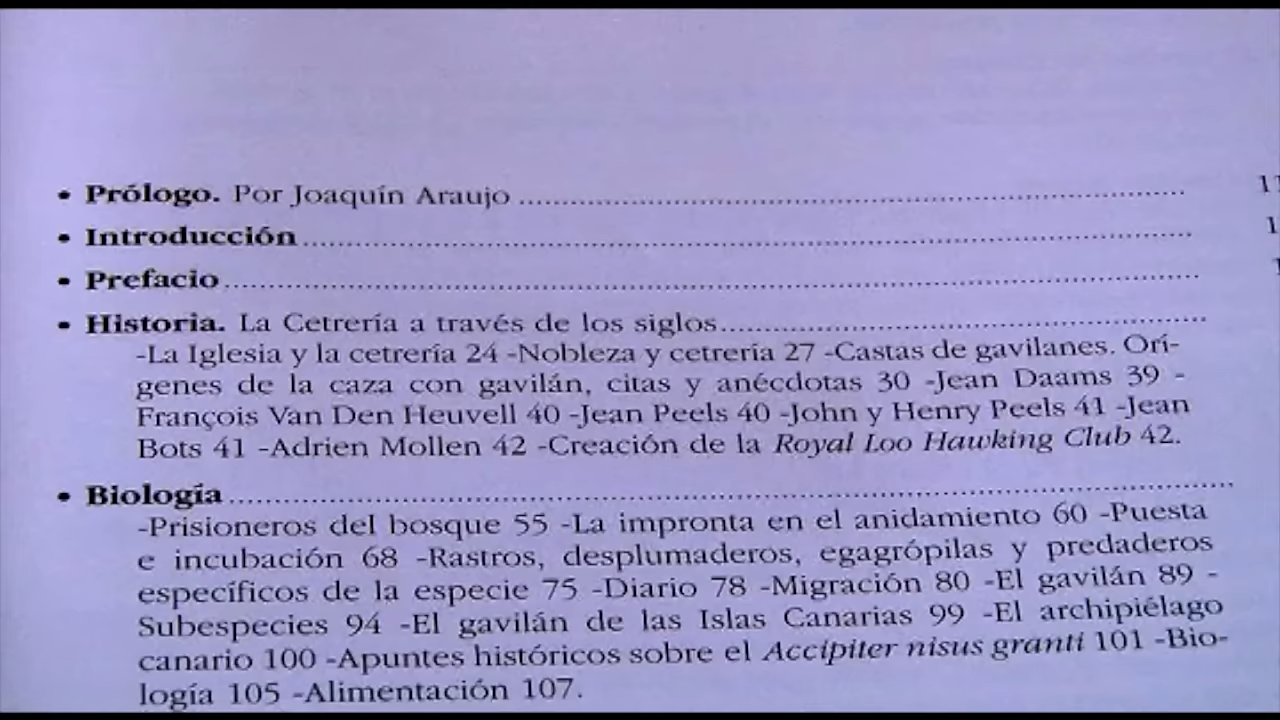 • Prólogo. Por Joaquín Araujo ........................................ 11
• Introducción ........................................
• Prefacio ........................................
• Historia. La Cetrería a través de los siglos ........................................
-La Iglesia y la cetrería 24 -Nobleza y cetrería 27 -Castas de gavilanes. Orí-
genes de la caza con gavilán, citas y anécdotas 30 -Jean Daams 39 -
François Van Den Heuvell 40 -Jean Peels 40 -John y Henry Peels 41 -Jean
Bots 41 -Adrien Mollen 42 -Creación de la Royal Loo Hawking Club 42.
• Biología ........................................
-Prisioneros del bosque 55 -La impronta en el anidamiento 60 -Puesta
e incubación 68 -Rastros, desplumaderos, egagrópilas y predaderos
específicos de la especie 75 -Diario 78 -Migración 80 -El gavilán 89 -
Subespecies 94 -El gavilán de las Islas Canarias 99 -El archipiélago
canario 100 -Apuntes históricos sobre el Accipiter nisus granti 101 -Bio-
logía 105 -Alimentación 107.